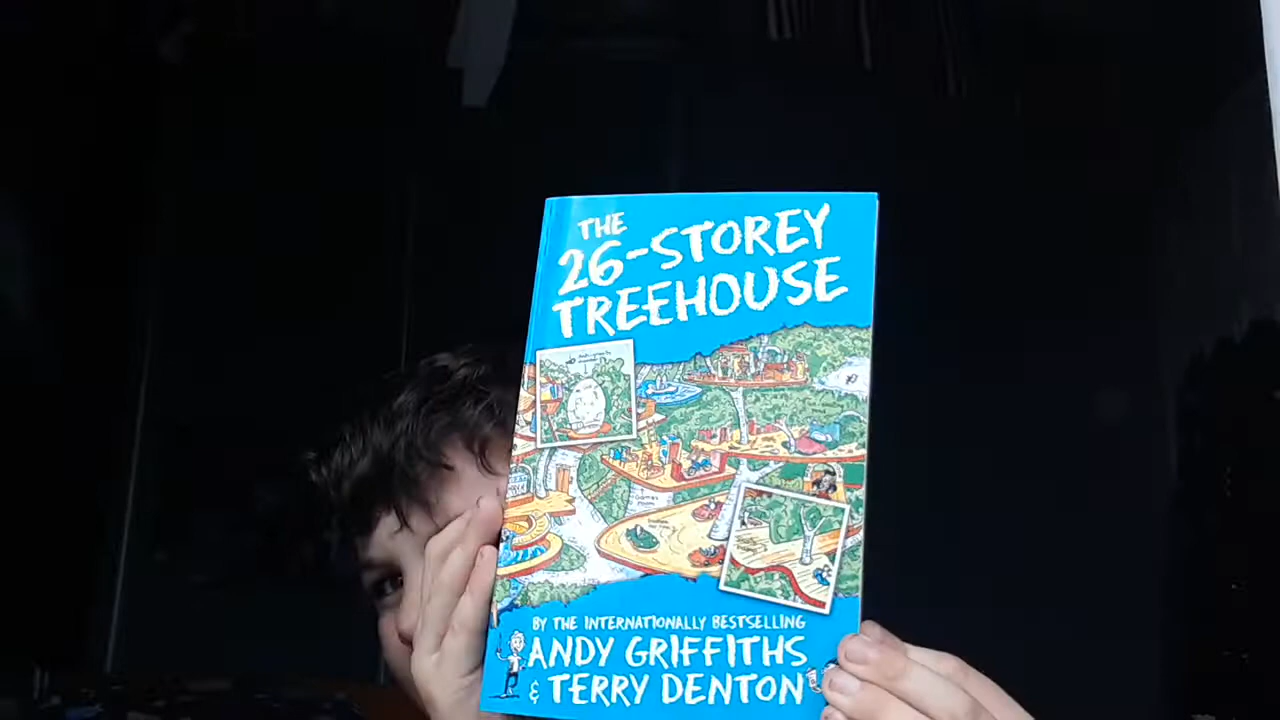 THE
26-STOREY
TREEHOUSE
BY THE INTERNATIONALLY BESTSELLING
ANDY GRIFFITHS
& TERRY DENTON